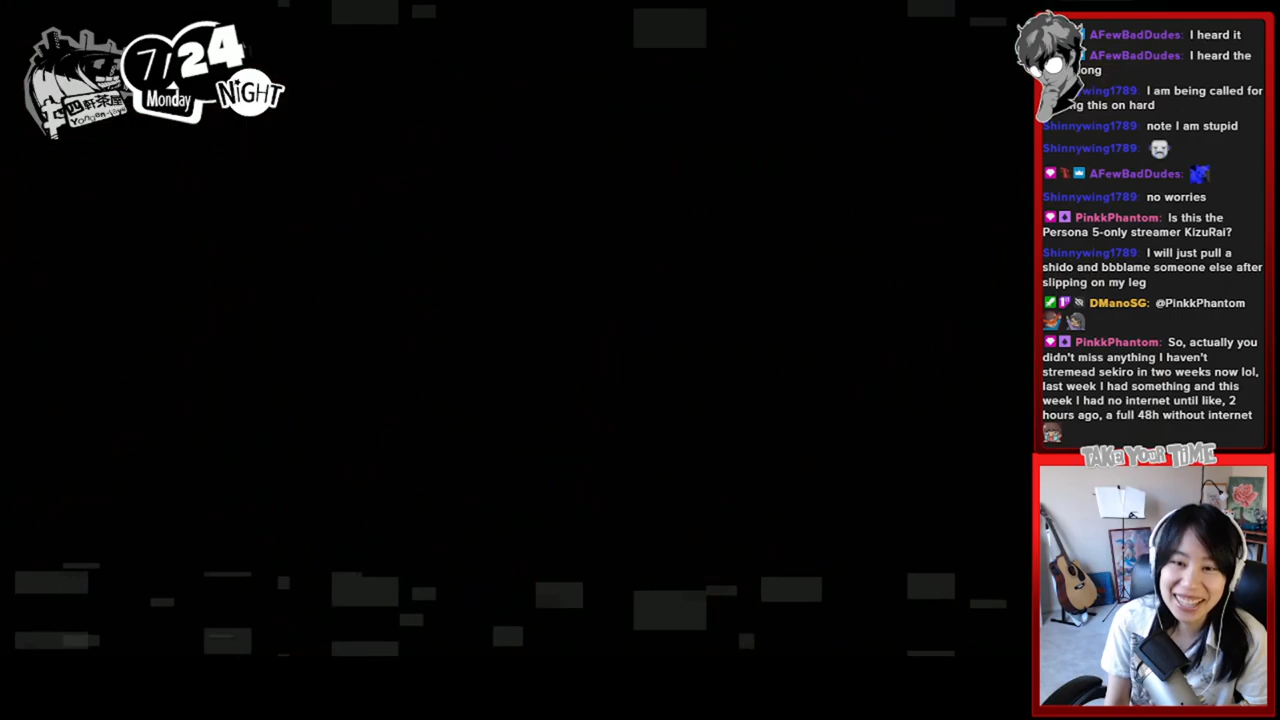 7/24
Monday
NiGHT
四軒茶屋
Yongen-Jaya
AFewBadDudes: I heard it
AFewBadDudes: I heard the
ong
wing1789: I am being called for
g this on hard
Shinnywing1789: note I am stupid
Shinnywing1789:
AFewBadDudes:
Shinnywing1789: no worries
PinkkPhantom: Is this the
Persona 5-only streamer KizuRai?
Shinnywing1789: I will just pull a
shido and bbblame someone else after
slipping on my leg
DManoSG: @PinkkPhantom
PinkkPhantom: So, actually you
didn't miss anything I haven't
stremead sekiro in two weeks now lol,
last week I had something and this
week I had no internet until like, 2
hours ago, a full 48h without internet
TAKE YOUR TIME